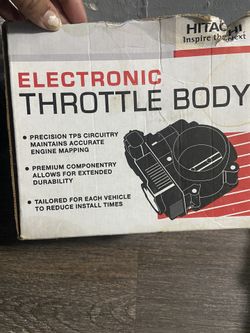 HITACHI
Inspire the Next
ELECTRONIC
THROTTLE BODY
• PRECISION TPS CIRCUITRY
MAINTAINS ACCURATE
ENGINE MAPPING
• PREMIUM COMPONENTRY
ALLOWS FOR EXTENDED
DURABILITY
• TAILORED FOR EACH VEHICLE
TO REDUCE INSTALL TIMES